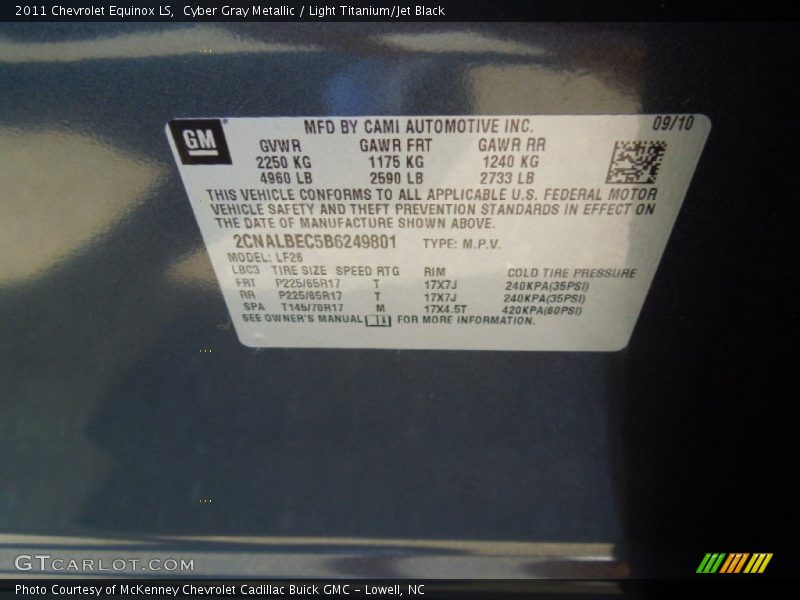 2011 Chevrolet Equinox LS, Cyber Gray Metallic / Light Titanium/Jet Black
GM
MFD BY CAMI AUTOMOTIVE INC. 09/10
GVWR GAWR FRT GAWR RR
2250 KG 1175 KG 1240 KG
4960 LB 2590 LB 2733 LB
THIS VEHICLE CONFORMS TO ALL APPLICABLE U.S. FEDERAL MOTOR
VEHICLE SAFETY AND THEFT PREVENTION STANDARDS IN EFFECT ON
THE DATE OF MANUFACTURE SHOWN ABOVE.
2CNALBEC5B6249801 TYPE: M.P.V.
MODEL: LF26
LBC3 TIRE SIZE SPEED RTG RIM COLD TIRE PRESSURE
FRT P225/65R17 T 17X7J 240KPA(35PSI)
RR P225/65R17 T 17X7J 240KPA(35PSI)
SPA T145/70R17 M 17X4.5T 420KPA(60PSI)
SEE OWNER'S MANUAL FOR MORE INFORMATION.
GTCARLOT.COM
Photo Courtesy of McKenney Chevrolet Cadillac Buick GMC - Lowell, NC